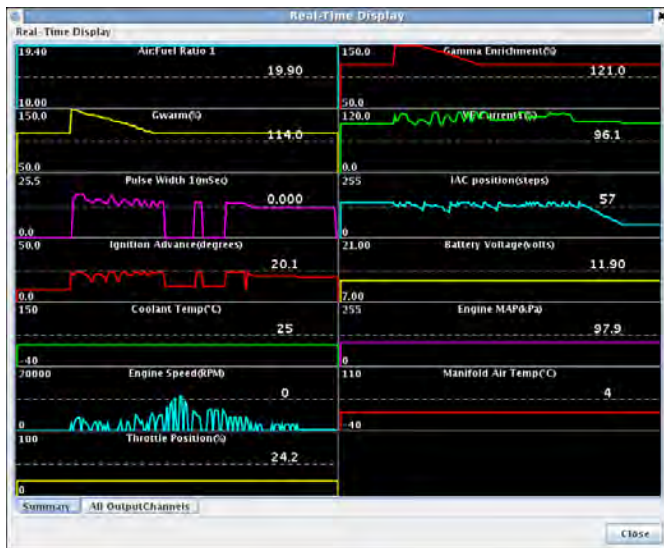 Real-Time Display
Real-Time Display
19.40 Air:Fuel Ratio 1
19.90
10.00
150.0 Gamma Enrichment(%)
121.0
50.0
150.0 Gwarm(%)
114.0
50.0
120.0 VE Current1(%)
96.1
0.0
25.5 Pulse Width 1(mSec)
0.000
0.0
255 IAC position(steps)
57
0
50.0 Ignition Advance(degrees)
20.1
0.0
21.00 Battery Voltage(volts)
11.90
7.00
150 Coolant Temp(°C)
25
-40
255 Engine MAP(kPa)
97.9
0
20000 Engine Speed(RPM)
0
0
110 Manifold Air Temp(°C)
4
-40
100 Throttle Position(%)
24.2
0
Summary All OutputChannels
Close